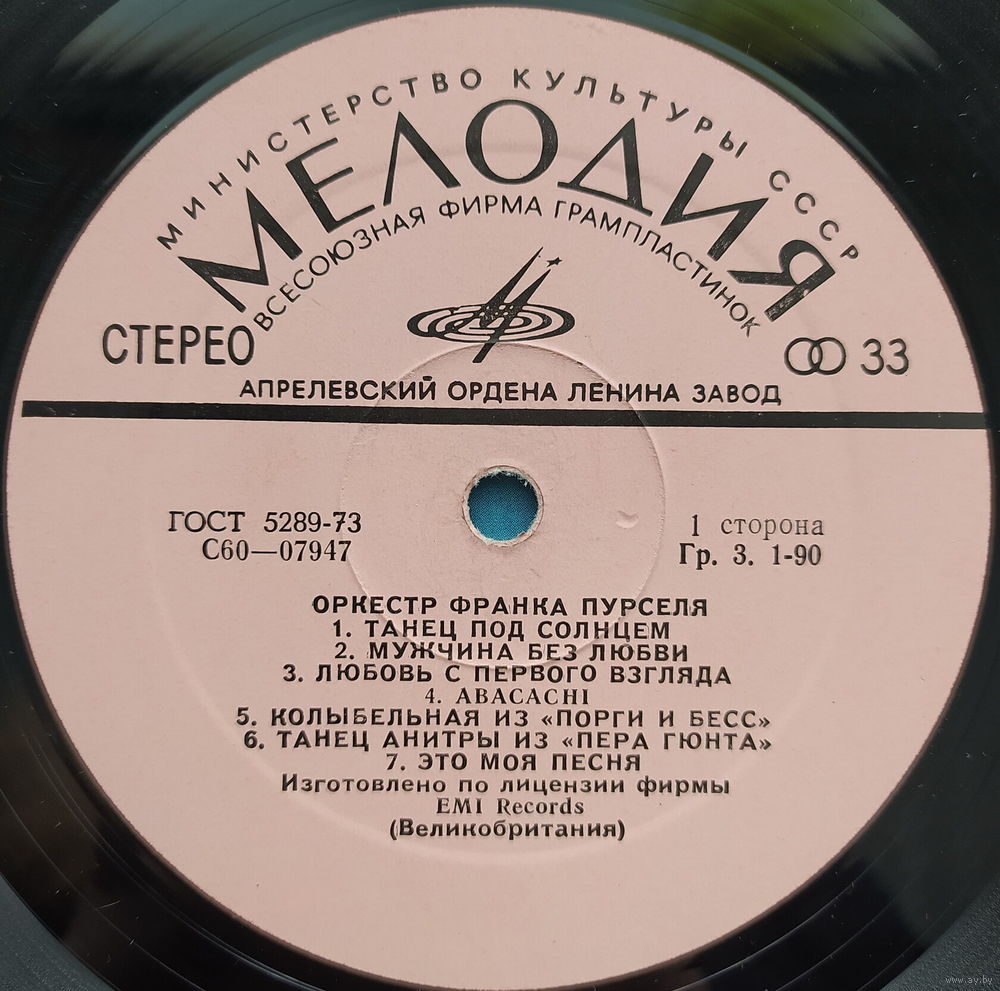 МИНИСТЕРСТВО КУЛЬТУРЫ СССР
МЕЛОДИЯ
ВСЕСОЮЗНАЯ ФИРМА ГРАМПЛАСТИНОК
СТЕРЕО
33
АПРЕЛЕВСКИЙ ОРДЕНА ЛЕНИНА ЗАВОД
ГОСТ 5289-73
С60—07947
1 сторона
Гр. 3. 1-90
ОРКЕСТР ФРАНКА ПУРСЕЛЯ
1. ТАНЕЦ ПОД СОЛНЦЕМ
2. МУЖЧИНА БЕЗ ЛЮБВИ
3. ЛЮБОВЬ С ПЕРВОГО ВЗГЛЯДА
4. ABACACHI
5. КОЛЫБЕЛЬНАЯ ИЗ «ПОРГИ И БЕСС»
6. ТАНЕЦ АНИТРЫ ИЗ «ПЕРА ГЮНТА»
7. ЭТО МОЯ ПЕСНЯ
Изготовлено по лицензии фирмы
EMI Records
(Великобритания)
www.ay.by